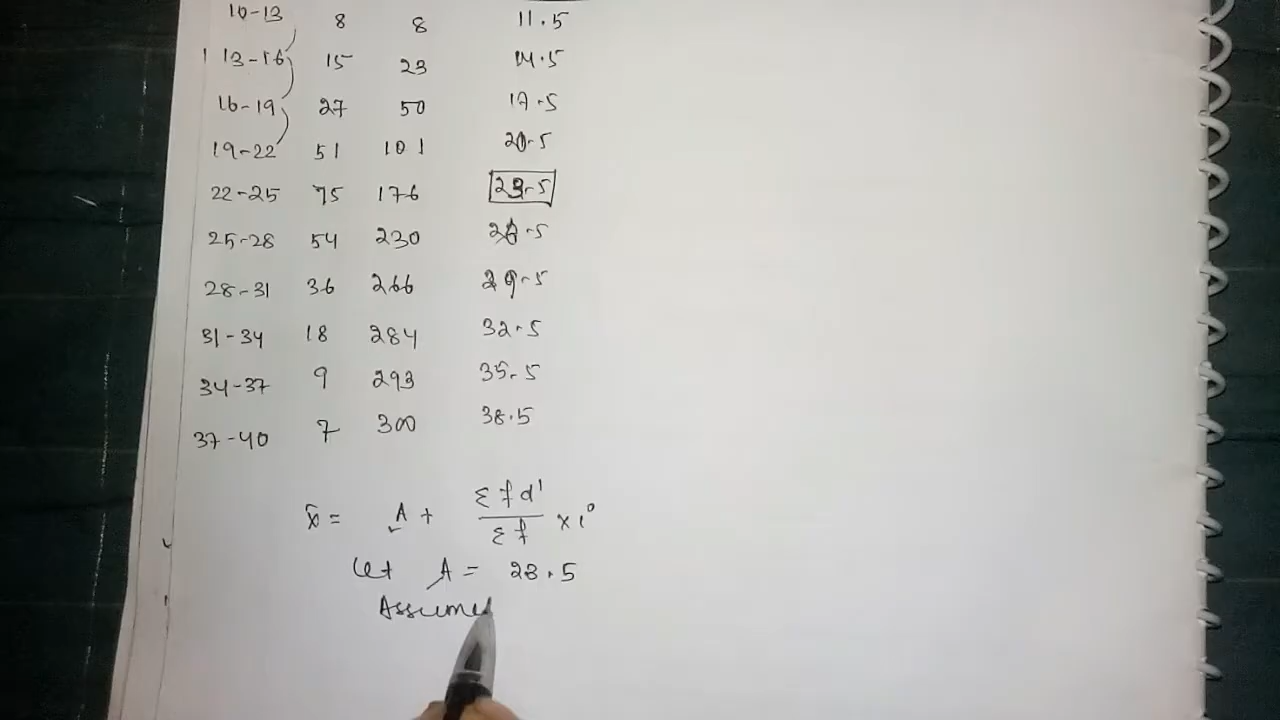 10-13 8 8 11.5
13-16 15 23 14.5
16-19 27 50 17.5
19-22 51 101 20.5
22-25 75 176 23.5
25-28 54 230 26.5
28-31 36 266 29.5
31-34 18 284 32.5
34-37 9 293 35.5
37-40 7 300 38.5
x̄ = A + Σfd' / Σf × i
Let A = 23.5
Assume